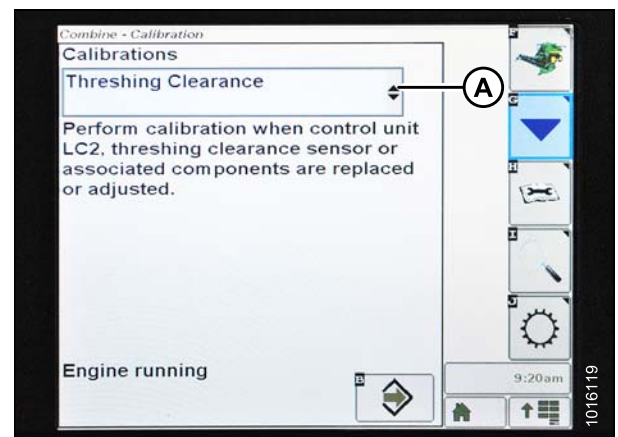 Combine - Calibration
Calibrations
Threshing Clearance
A
Perform calibration when control unit
LC2, threshing clearance sensor or
associated components are replaced
or adjusted.
Engine running
B
F
G
H
I
J
9:20am
1016119